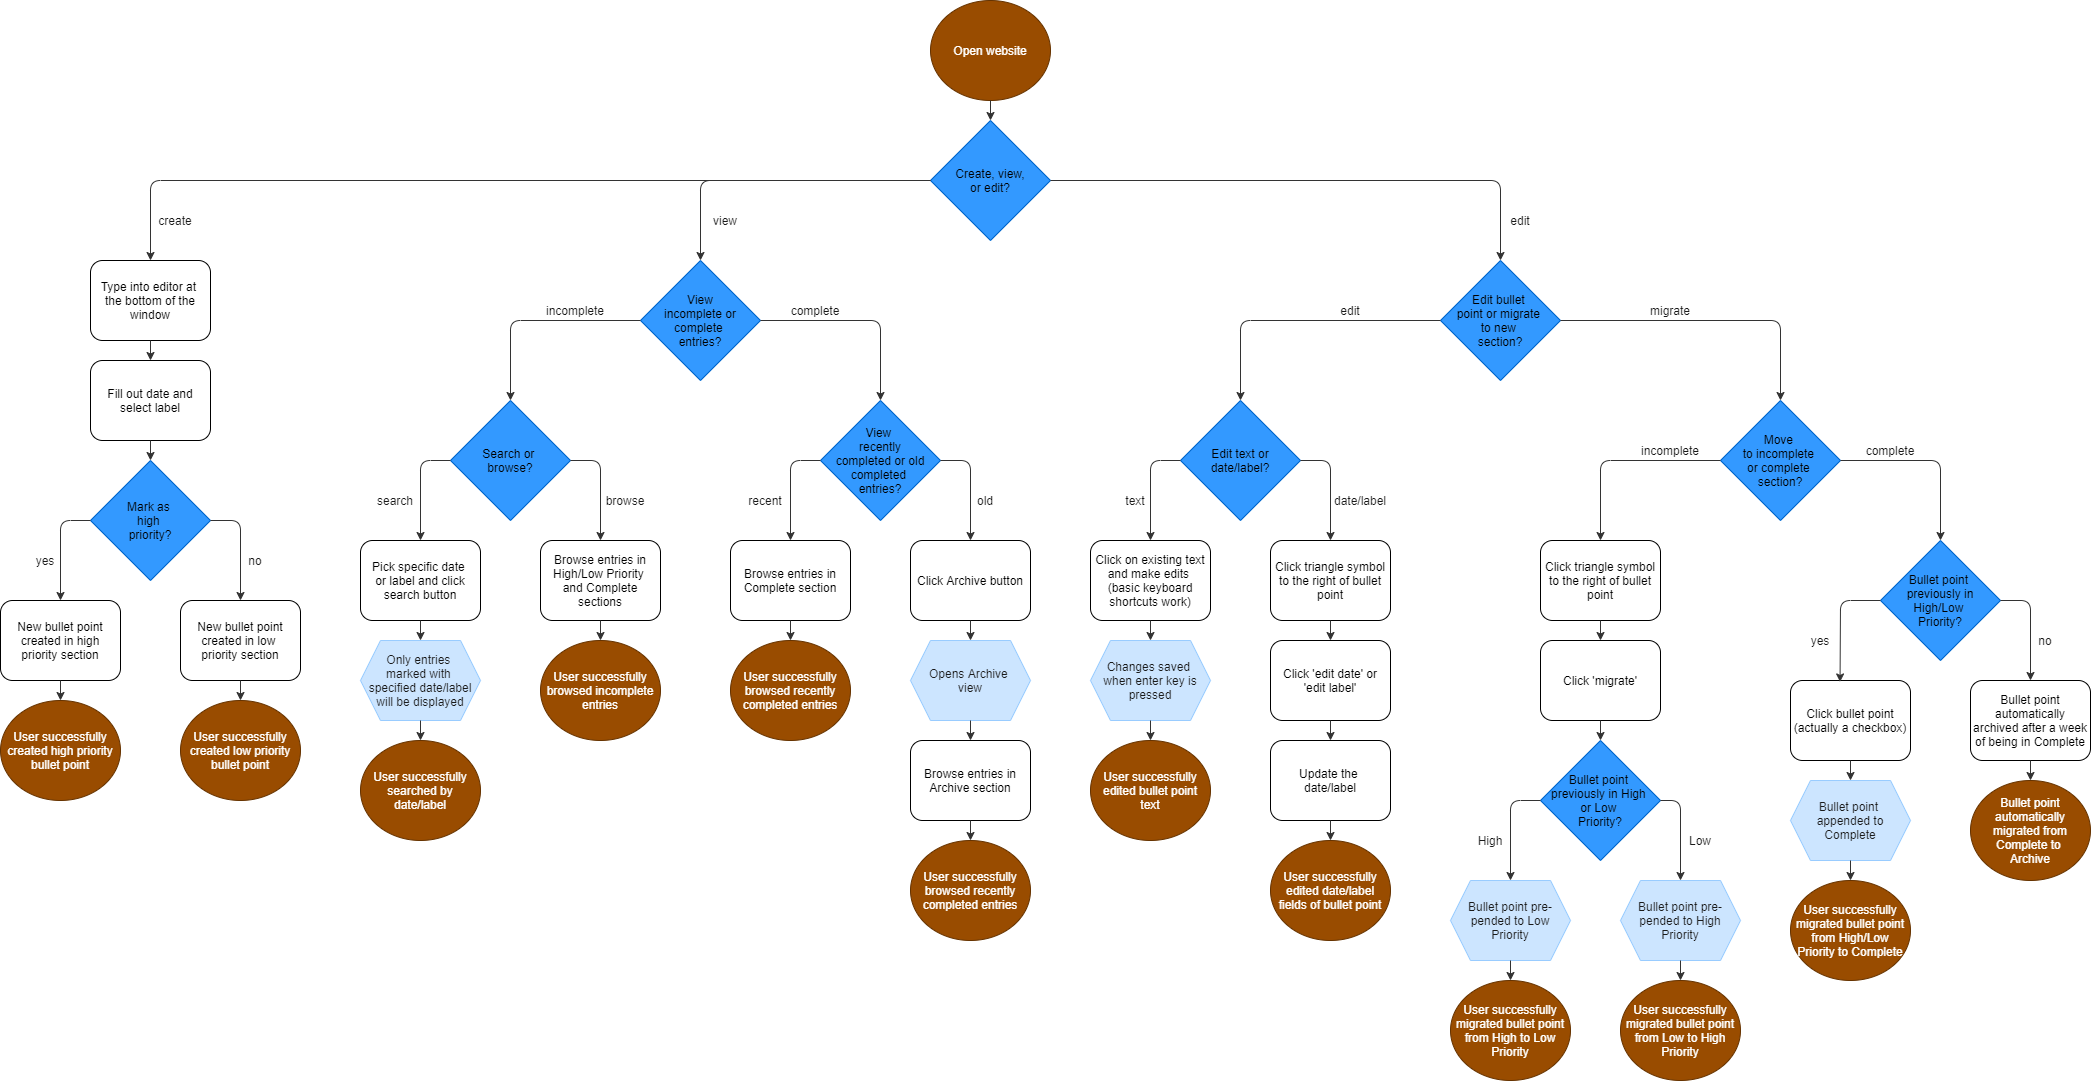 Open website
Create, view,
or edit?
create
view
edit
Type into editor at
the bottom of the
window
Fill out date and
select label
Mark as
high
priority?
yes
no
New bullet point
created in high
priority section
New bullet point
created in low
priority section
User successfully
created high priority
bullet point
User successfully
created low priority
bullet point
View
incomplete or
complete
entries?
incomplete
complete
Search or
browse?
search
browse
Pick specific date
or label and click
search button
Only entries
marked with
specified date/label
will be displayed
User successfully
searched by
date/label
Browse entries in
High/Low Priority
and Complete
sections
User successfully
browsed incomplete
entries
View
recently
completed or old
completed
entries?
recent
old
Browse entries in
Complete section
User successfully
browsed recently
completed entries
Click Archive button
Opens Archive
view
Browse entries in
Archive section
User successfully
browsed recently
completed entries
Edit bullet
point or migrate
to new
section?
edit
migrate
Edit text or
date/label?
text
date/label
Click on existing text
and make edits
(basic keyboard
shortcuts work)
Changes saved
when enter key is
pressed
User successfully
edited bullet point
text
Click triangle symbol
to the right of bullet
point
Click 'edit date' or
'edit label'
Update the
date/label
User successfully
edited date/label
fields of bullet point
Move
to incomplete
or complete
section?
incomplete
complete
Click triangle symbol
to the right of bullet
point
Click 'migrate'
Bullet point
previously in High
or Low
Priority?
High
Low
Bullet point pre-
pended to Low
Priority
Bullet point pre-
pended to High
Priority
User successfully
migrated bullet point
from High to Low
Priority
User successfully
migrated bullet point
from Low to High
Priority
Bullet point
previously in
High/Low
Priority?
yes
no
Click bullet point
(actually a checkbox)
Bullet point
appended to
Complete
User successfully
migrated bullet point
from High/Low
Priority to Complete
Bullet point
automatically
archived after a week
of being in Complete
Bullet point
automatically
migrated from
Complete to
Archive